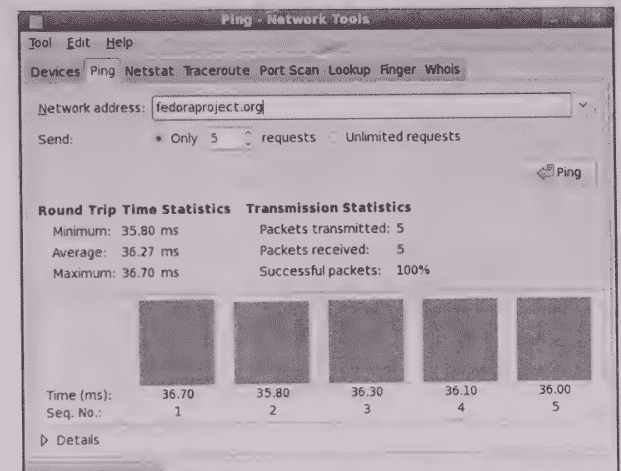 Ping - Network Tools
Tool Edit Help
Devices Ping Netstat Traceroute Port Scan Lookup Finger Whois
Network address: fedoraproject.org
Send: Only 5 requests Unlimited requests
Ping
Round Trip Time Statistics Transmission Statistics
Minimum: 35.80 ms Packets transmitted: 5
Average: 36.27 ms Packets received: 5
Maximum: 36.70 ms Successful packets: 100%
Time (ms): 36.70 35.80 36.30 36.10 36.00
Seq. No.: 1 2 3 4 5
Details